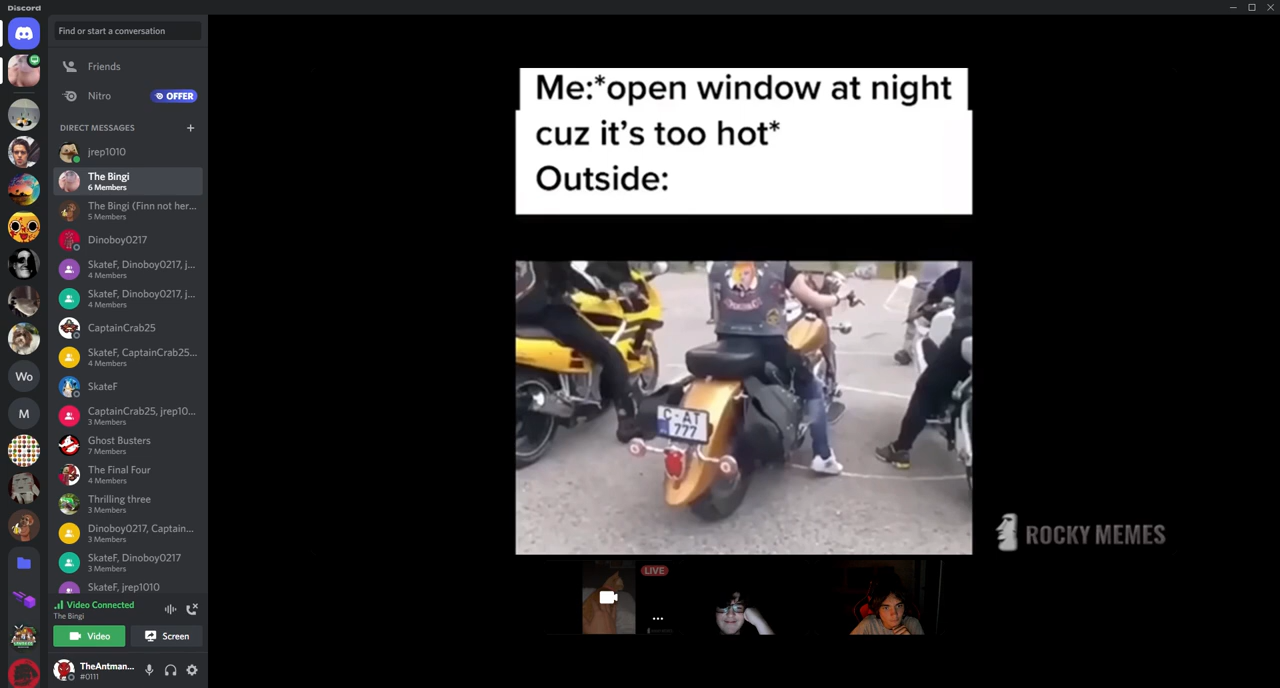 Discord
Find or start a conversation
Friends
Nitro
OFFER
DIRECT MESSAGES
jrep1010
The Bingi
6 Members
The Bingi (Finn not her...
5 Members
Dinoboy0217
SkateF, Dinoboy0217, j...
4 Members
SkateF, Dinoboy0217, j...
4 Members
CaptainCrab25
SkateF, CaptainCrab25...
4 Members
SkateF
CaptainCrab25, jrep10...
3 Members
Ghost Busters
7 Members
The Final Four
4 Members
Thrilling three
3 Members
Dinoboy0217, Captain...
3 Members
SkateF, Dinoboy0217
3 Members
SkateF, jrep1010
Video Connected
The Bingi
Video
Screen
TheAntman...
#0111
Wo
M
Me:*open window at night
cuz it's too hot*
Outside:
C-AT
777
ROCKY MEMES
LIVE